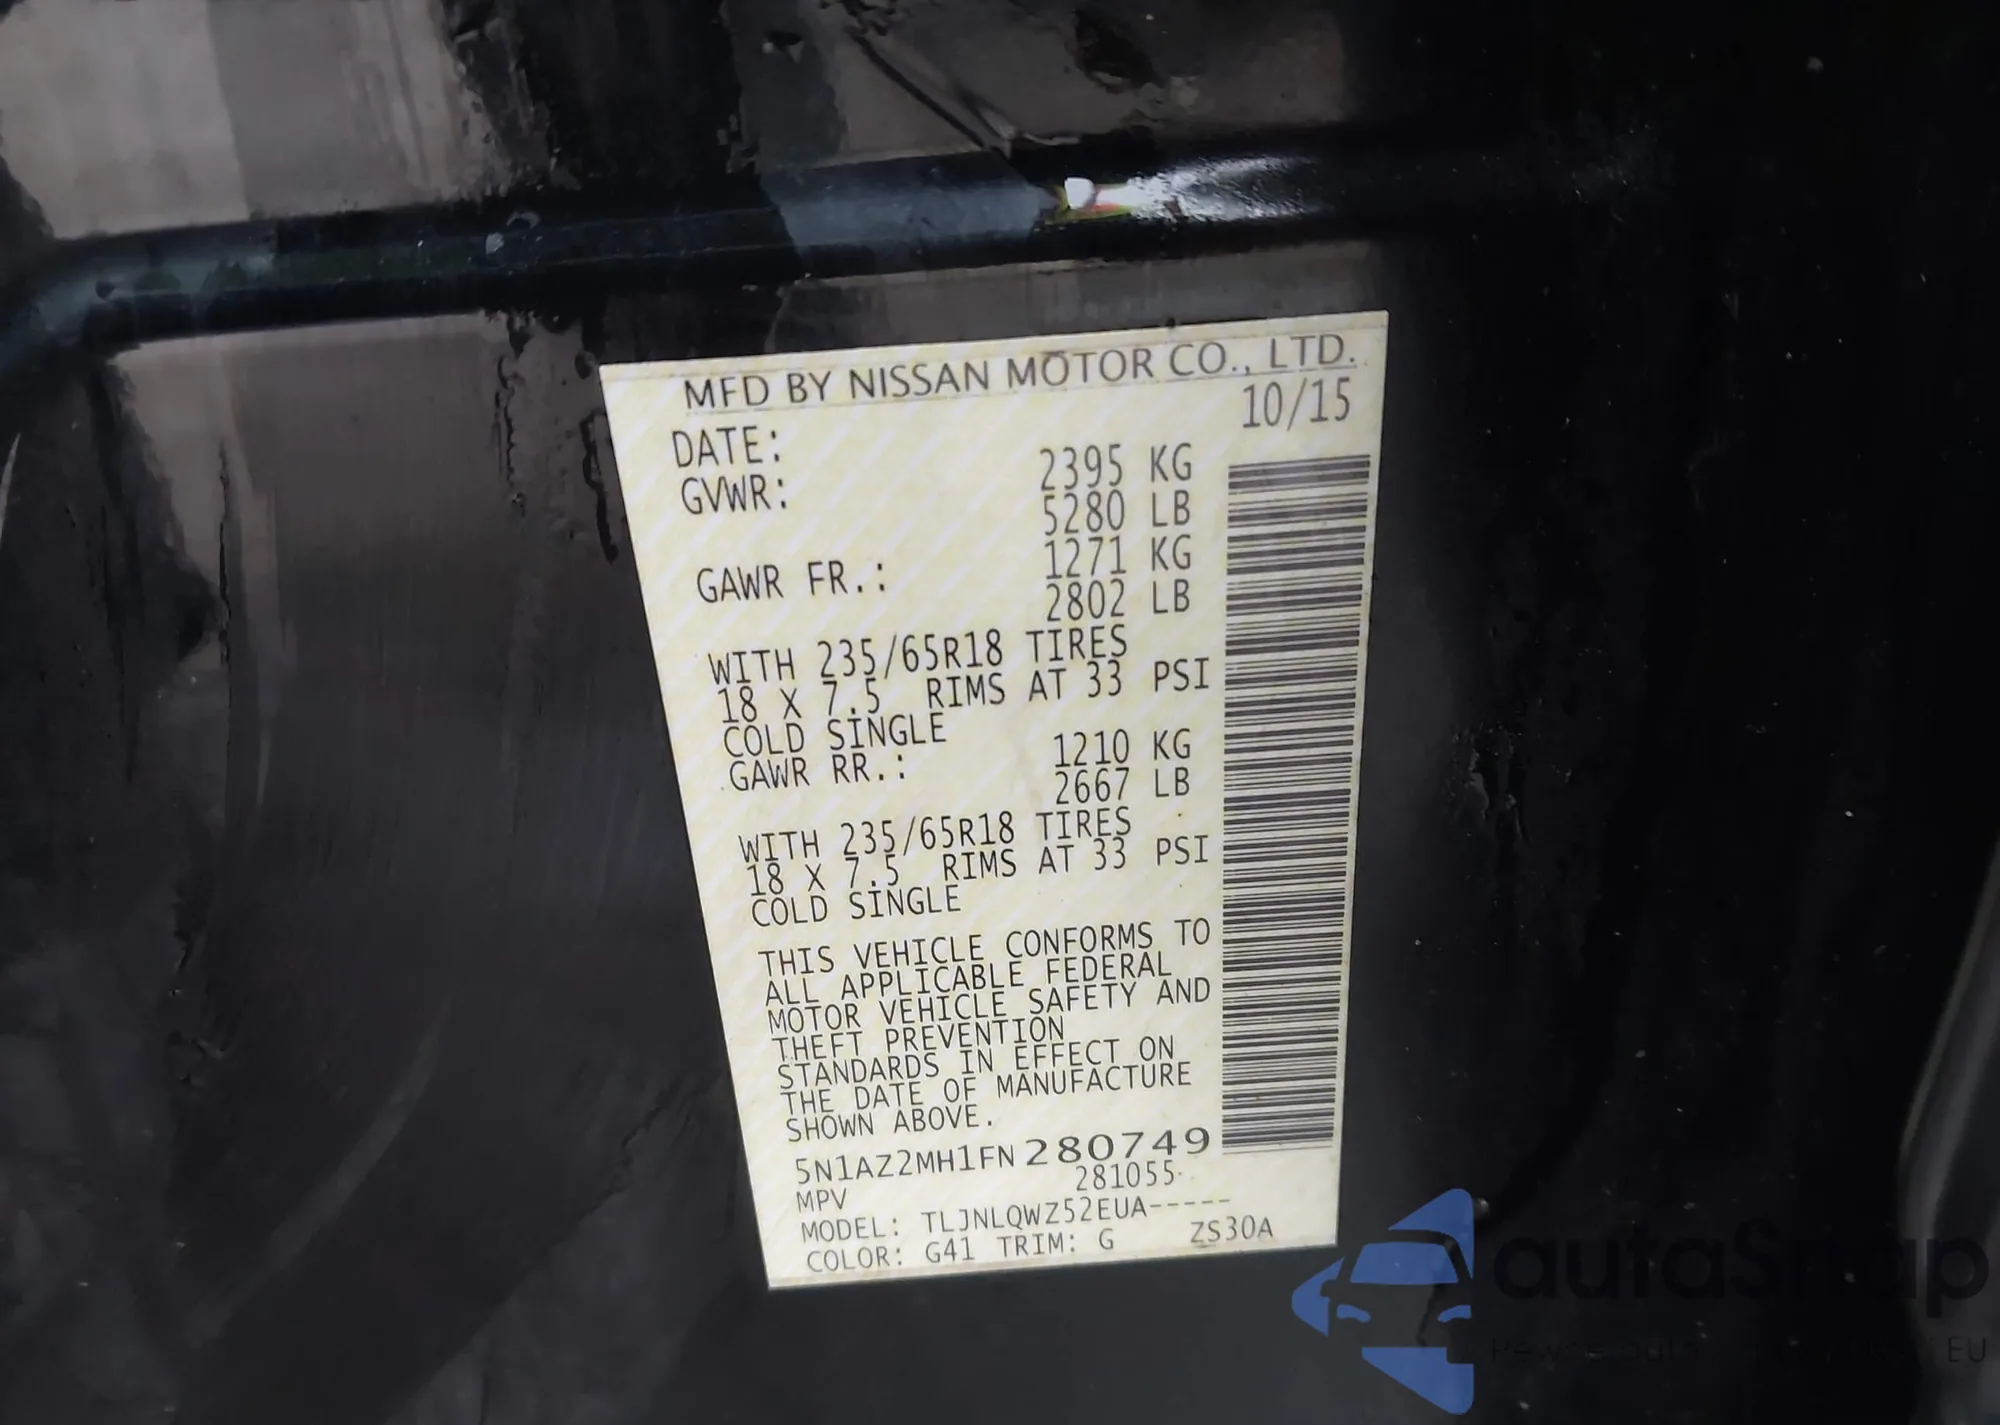 MFD BY NISSAN MOTOR CO., LTD.
DATE: 10/15
GVWR: 2395 KG
5280 LB
GAWR FR.: 1271 KG
2802 LB
WITH 235/65R18 TIRES
18 X 7.5 RIMS AT 33 PSI
COLD SINGLE
GAWR RR.: 1210 KG
2667 LB
WITH 235/65R18 TIRES
18 X 7.5 RIMS AT 33 PSI
COLD SINGLE
THIS VEHICLE CONFORMS TO
ALL APPLICABLE FEDERAL
MOTOR VEHICLE SAFETY AND
THEFT PREVENTION
STANDARDS IN EFFECT ON
THE DATE OF MANUFACTURE
SHOWN ABOVE.
5N1AZ2MH1FN280749
281055
MPV
MODEL: TLJNLQWZ52EUA-----
COLOR: G41 TRIM: G ZS30A
autaSnap
EU